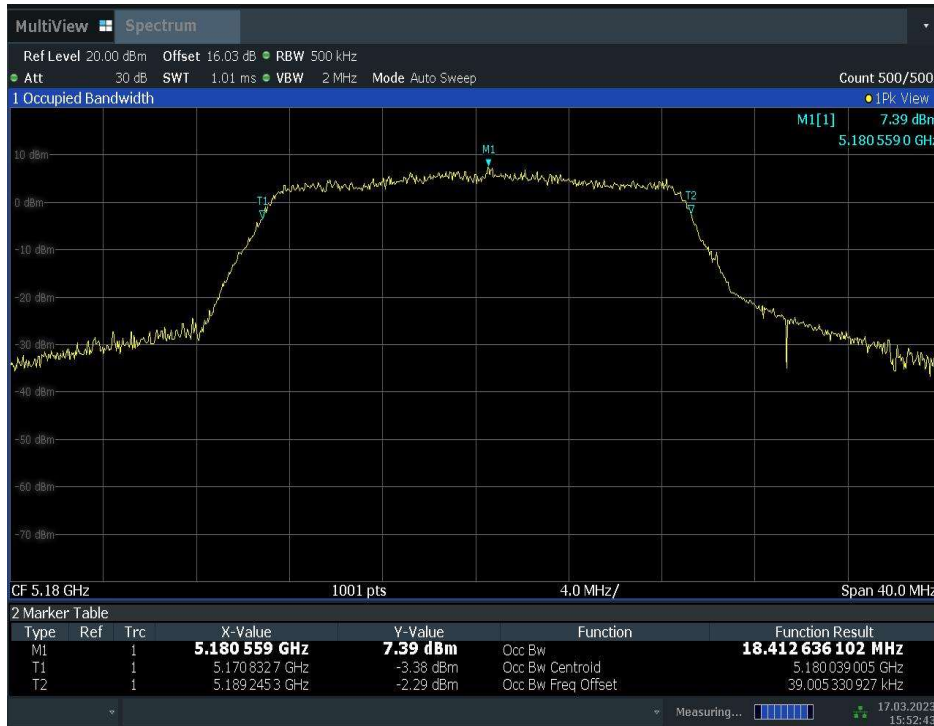 MultiView Spectrum
Ref Level 20.00 dBm Offset 16.03 dB RBW 500 kHz
Att 30 dB SWT 1.01 ms VBW 2 MHz Mode Auto Sweep Count 500/500
1 Occupied Bandwidth 1Pk View
M1[1] 7.39 dBm
5.180 559 0 GHz
M1
10 dBm
T1
T2
0 dBm
-10 dBm
-20 dBm
-30 dBm
-40 dBm
-50 dBm
-60 dBm
-70 dBm
CF 5.18 GHz 1001 pts 4.0 MHz/ Span 40.0 MHz
2 Marker Table
Type Ref Trc X-Value Y-Value Function Function Result
M1 1 5.180 559 GHz 7.39 dBm Occ Bw 18.412 636 102 MHz
T1 1 5.170 832 7 GHz -3.38 dBm Occ Bw Centroid 5.180 039 005 GHz
T2 1 5.189 245 3 GHz -2.29 dBm Occ Bw Freq Offset 39.005 330 927 kHz
Measuring... 17.03.2023
15:52:43